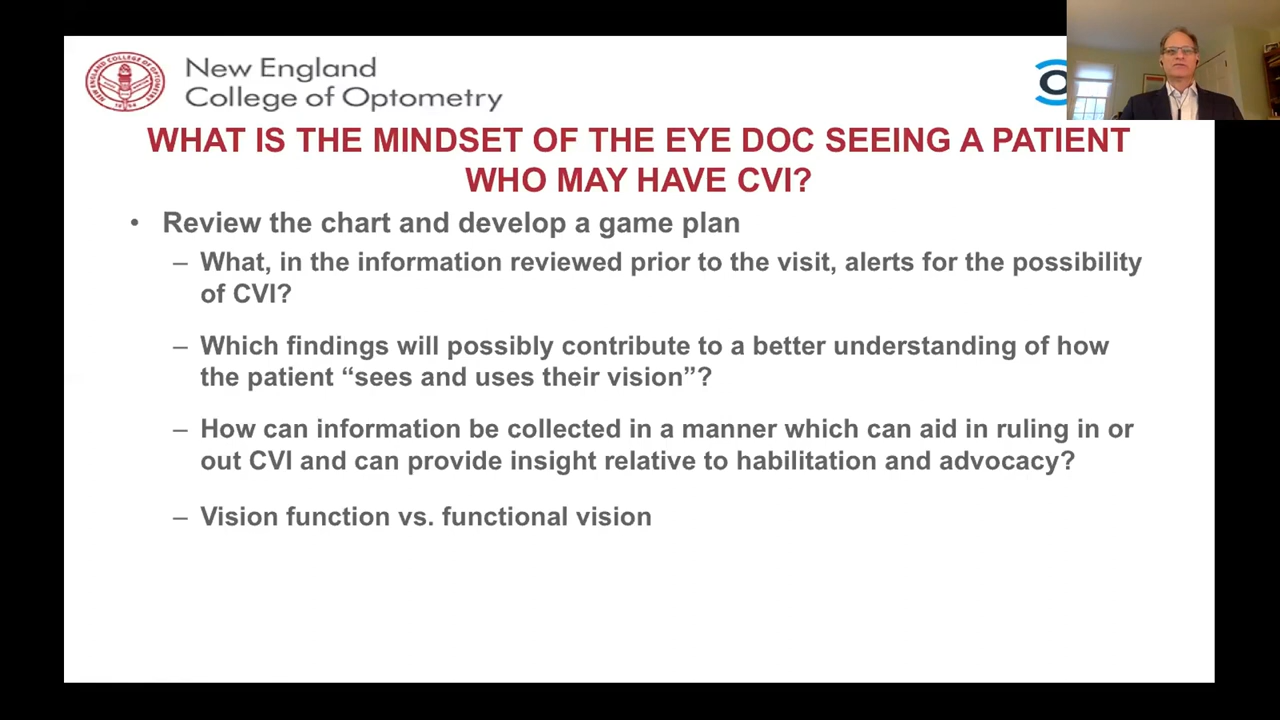 New England
College of Optometry
WHAT IS THE MINDSET OF THE EYE DOC SEEING A PATIENT
WHO MAY HAVE CVI?
• Review the chart and develop a game plan
– What, in the information reviewed prior to the visit, alerts for the possibility
of CVI?
– Which findings will possibly contribute to a better understanding of how
the patient “sees and uses their vision”?
– How can information be collected in a manner which can aid in ruling in or
out CVI and can provide insight relative to habilitation and advocacy?
– Vision function vs. functional vision